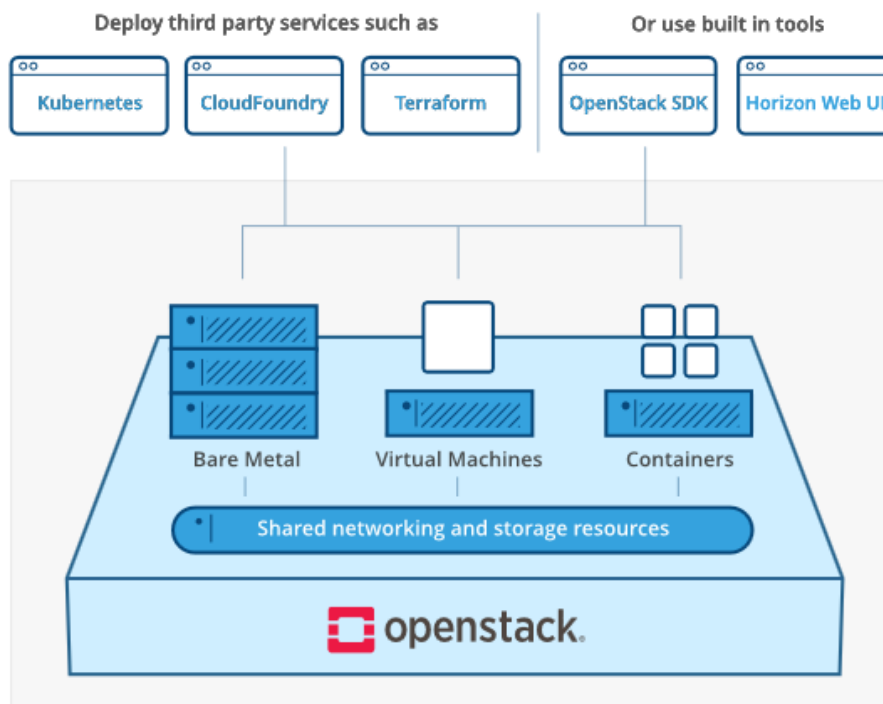 Deploy third party services such as
Or use built in tools
Kubernetes
CloudFoundry
Terraform
OpenStack SDK
Horizon Web UI
Bare Metal
Virtual Machines
Containers
Shared networking and storage resources
openstack.